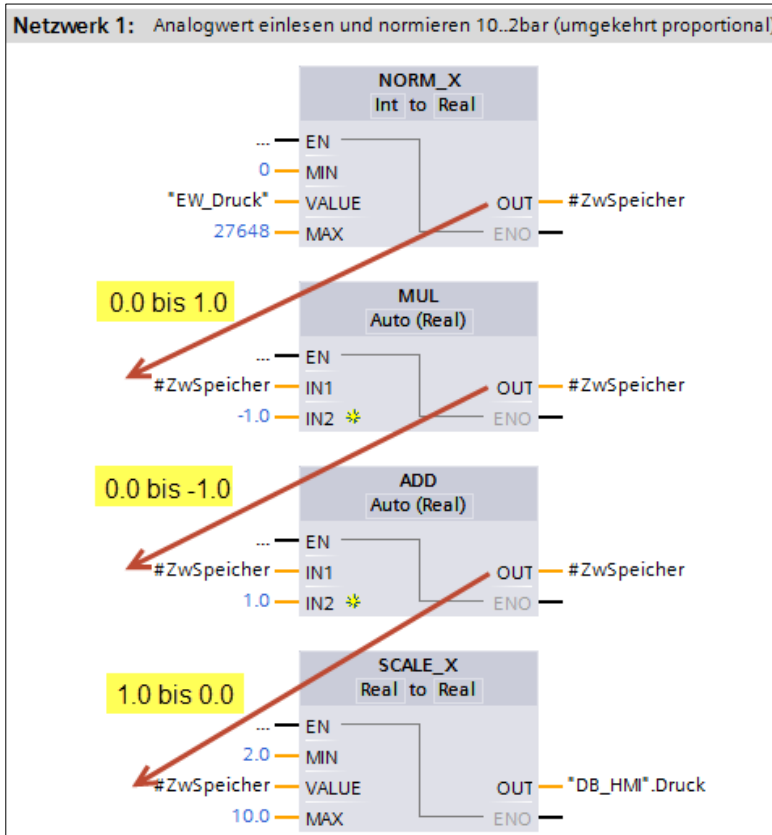 Netzwerk 1: Analogwert einlesen und normieren 10..2bar (umgekehrt proportional)
NORM_X
Int to Real
... EN
0 MIN
"EW_Druck" VALUE OUT #ZwSpeicher
27648 MAX ENO
0.0 bis 1.0
MUL
Auto (Real)
... EN
#ZwSpeicher IN1 OUT #ZwSpeicher
-1.0 IN2 ENO
0.0 bis -1.0
ADD
Auto (Real)
... EN
#ZwSpeicher IN1 OUT #ZwSpeicher
1.0 IN2 ENO
1.0 bis 0.0
SCALE_X
Real to Real
... EN
2.0 MIN
#ZwSpeicher VALUE OUT "DB_HMI".Druck
10.0 MAX ENO